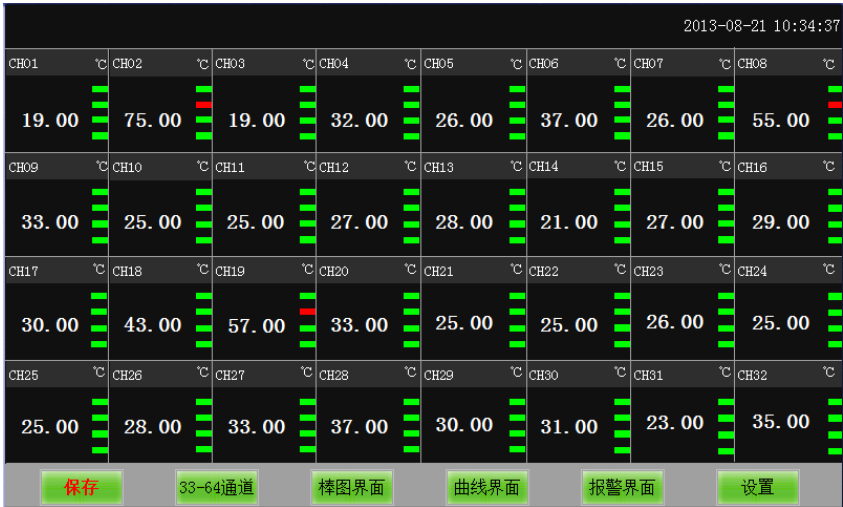 2013-08-21 10:34:37
CH01 ℃ CH02 ℃ CH03 ℃ CH04 ℃ CH05 ℃ CH06 ℃ CH07 ℃ CH08 ℃
19.00 75.00 19.00 32.00 26.00 37.00 26.00 55.00
CH09 ℃ CH10 ℃ CH11 ℃ CH12 ℃ CH13 ℃ CH14 ℃ CH15 ℃ CH16 ℃
33.00 25.00 25.00 27.00 28.00 21.00 27.00 29.00
CH17 ℃ CH18 ℃ CH19 ℃ CH20 ℃ CH21 ℃ CH22 ℃ CH23 ℃ CH24 ℃
30.00 43.00 57.00 33.00 25.00 25.00 26.00 25.00
CH25 ℃ CH26 ℃ CH27 ℃ CH28 ℃ CH29 ℃ CH30 ℃ CH31 ℃ CH32 ℃
25.00 28.00 33.00 37.00 30.00 31.00 23.00 35.00
保存 33-64通道 棒图界面 曲线界面 报警界面 设置